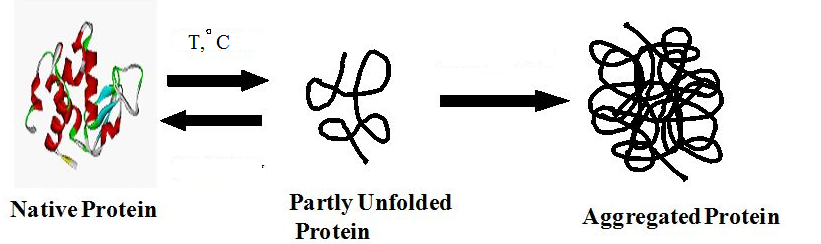 T,° C
Native Protein
Partly Unfolded
Protein
Aggregated Protein